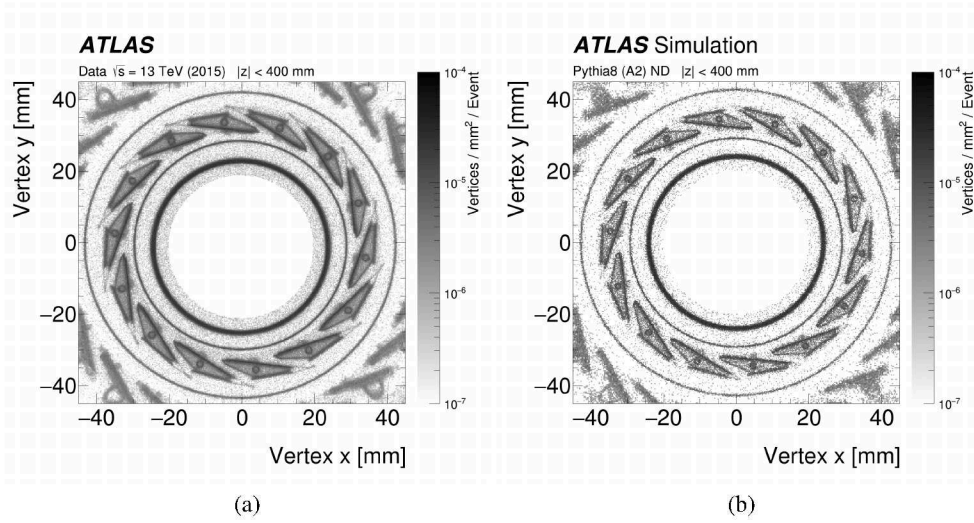 ATLAS
Data √s = 13 TeV (2015) |z| < 400 mm
Vertex y [mm]
40
20
0
−20
−40
−40 −20 0 20 40
Vertex x [mm]
10⁻⁴
10⁻⁵
10⁻⁶
10⁻⁷
Vertices / mm² / Event
(a)
ATLAS Simulation
Pythia8 (A2) ND |z| < 400 mm
Vertex y [mm]
40
20
0
−20
−40
−40 −20 0 20 40
Vertex x [mm]
10⁻⁴
10⁻⁵
10⁻⁶
10⁻⁷
Vertices / mm² / Event
(b)